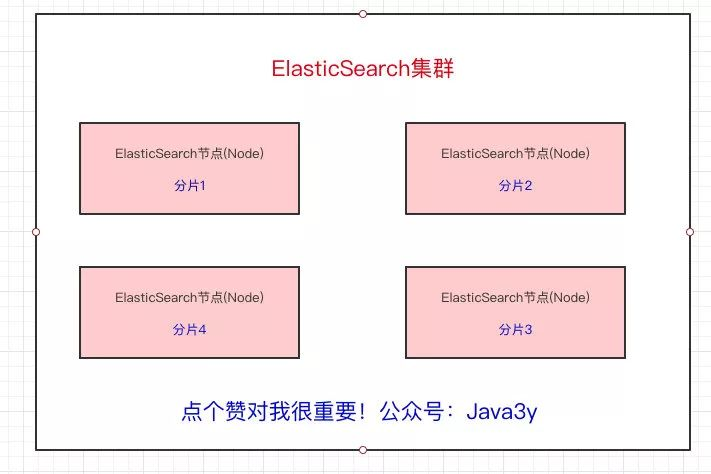 ElasticSearch集群
ElasticSearch节点(Node)
分片1
ElasticSearch节点(Node)
分片2
ElasticSearch节点(Node)
分片4
ElasticSearch节点(Node)
分片3
点个赞对我很重要！公众号：Java3y